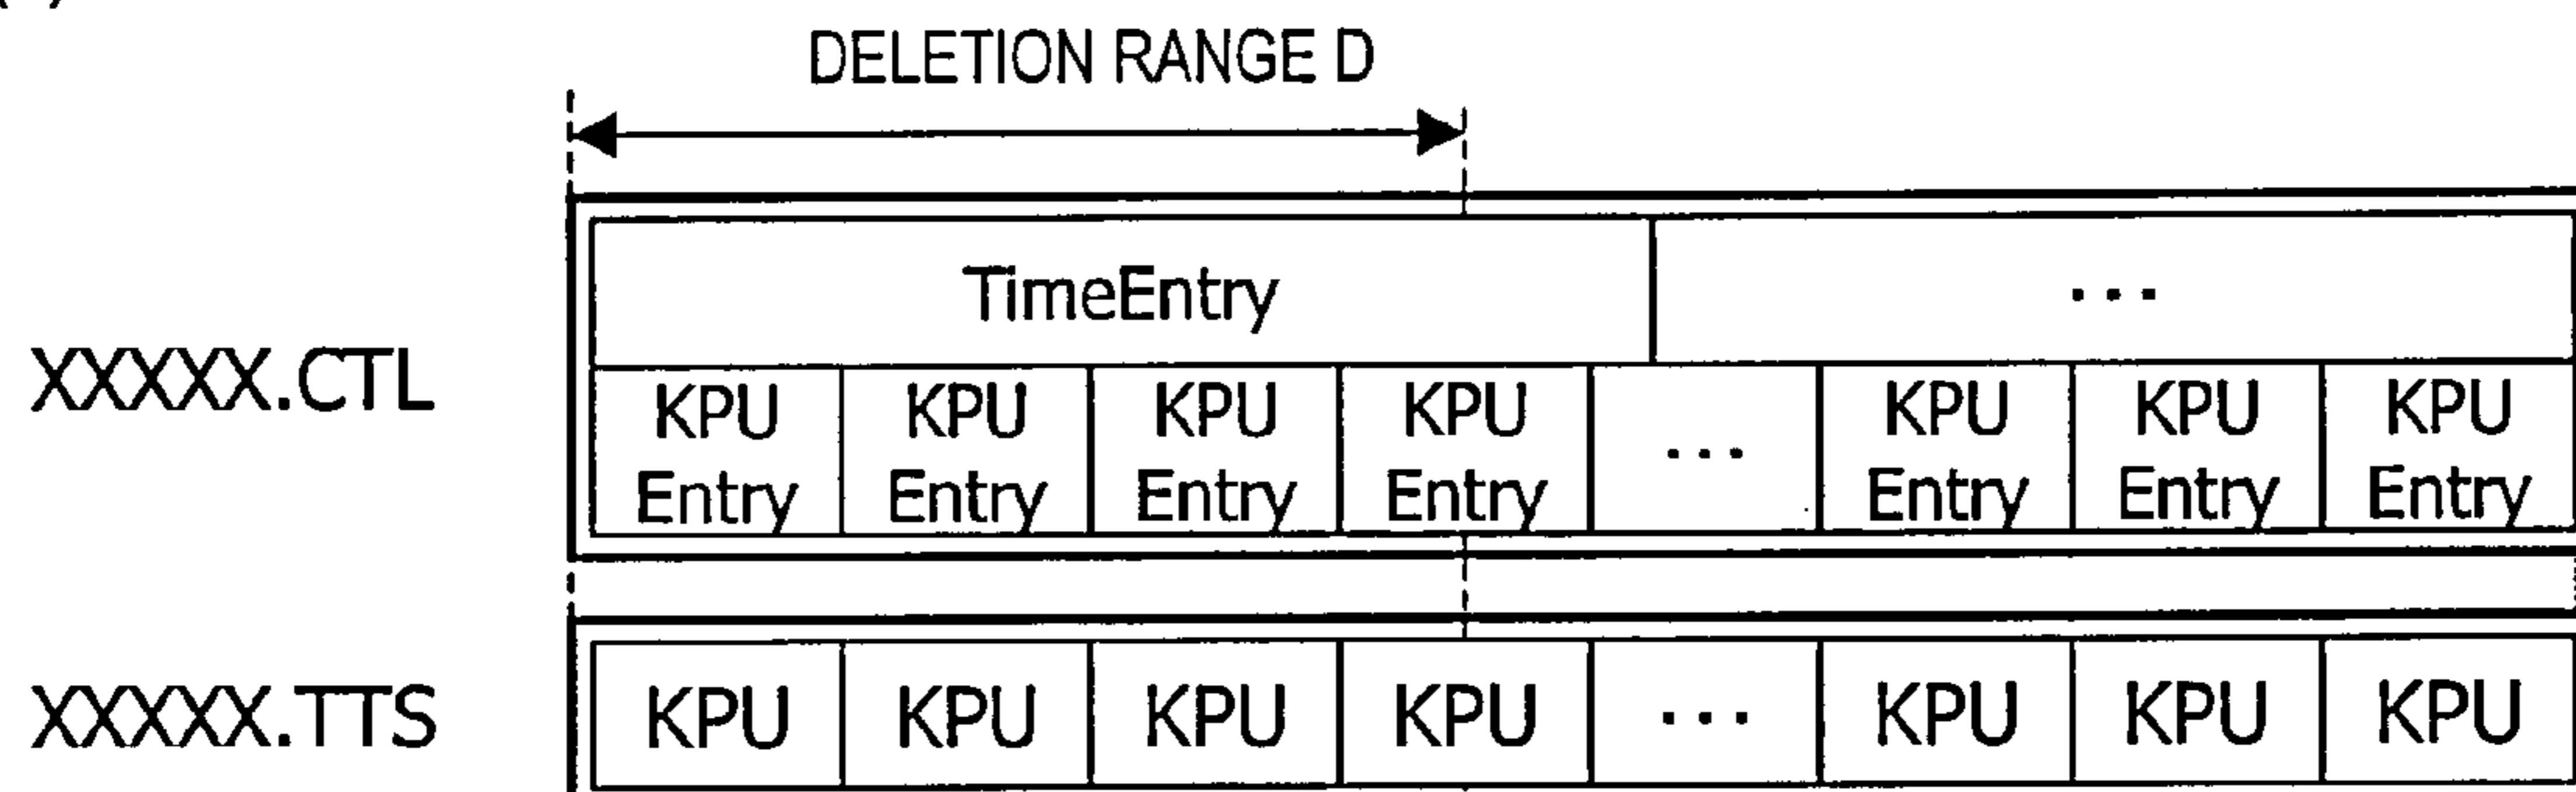 DELETION RANGE D
TimeEntry ...
XXXXX.CTL
KPU KPU KPU KPU ... KPU KPU KPU
Entry Entry Entry Entry Entry Entry Entry
XXXXX.TTS KPU KPU KPU KPU ... KPU KPU KPU